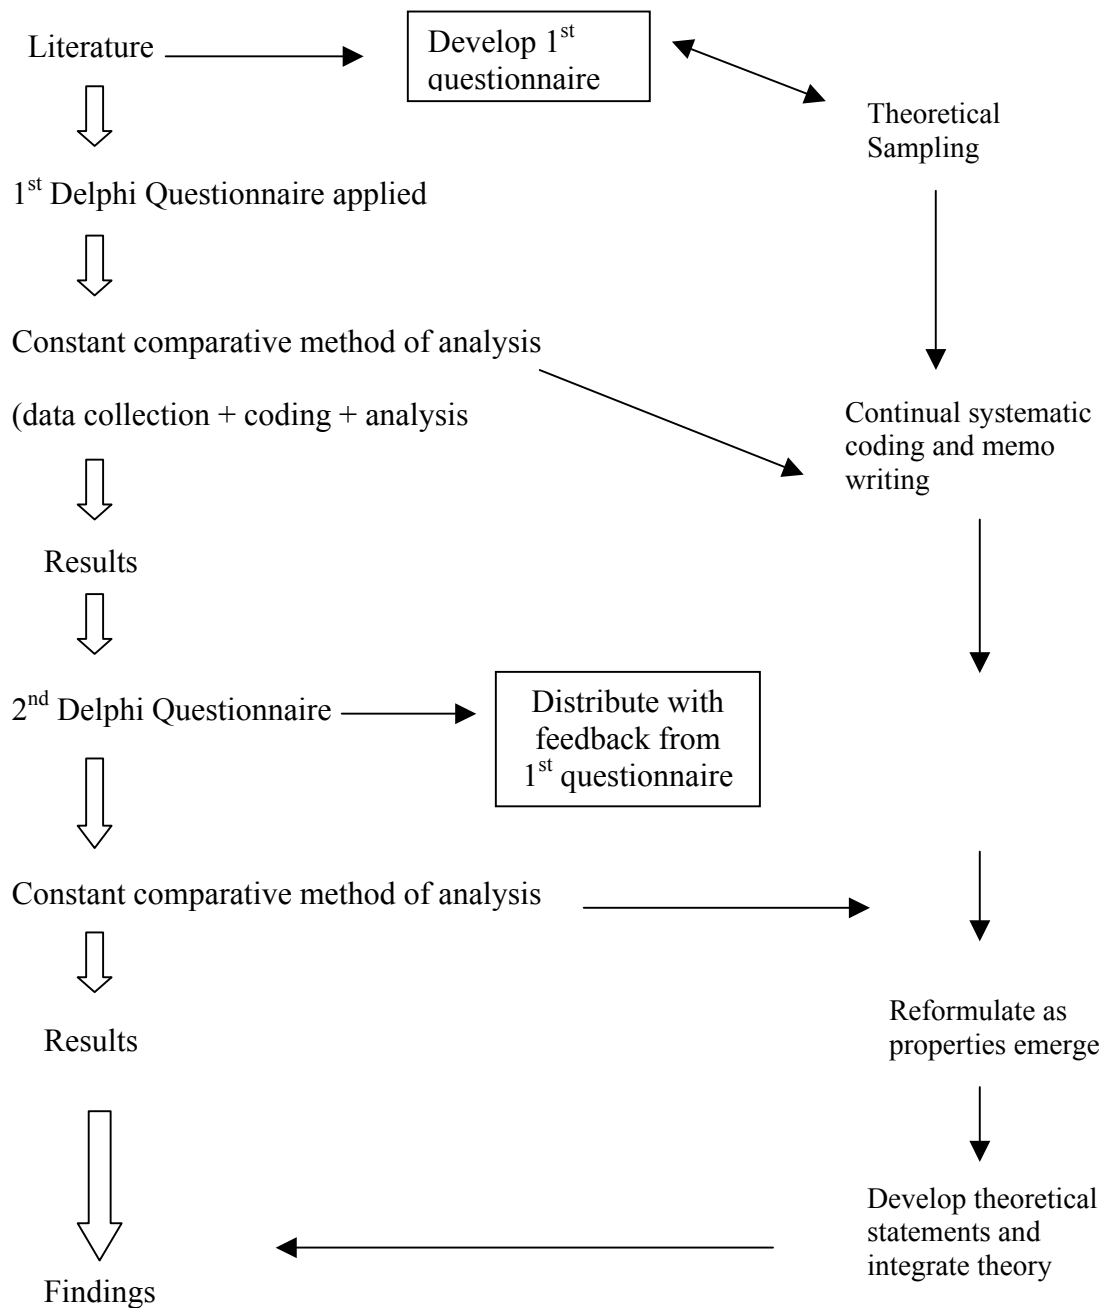 Literature
Develop 1st
questionnaire
Theoretical
Sampling
1st Delphi Questionnaire applied
Constant comparative method of analysis
(data collection + coding + analysis
Continual systematic
coding and memo
writing
Results
2nd Delphi Questionnaire
Distribute with
feedback from
1st questionnaire
Constant comparative method of analysis
Reformulate as
properties emerge
Results
Develop theoretical
statements and
integrate theory
Findings